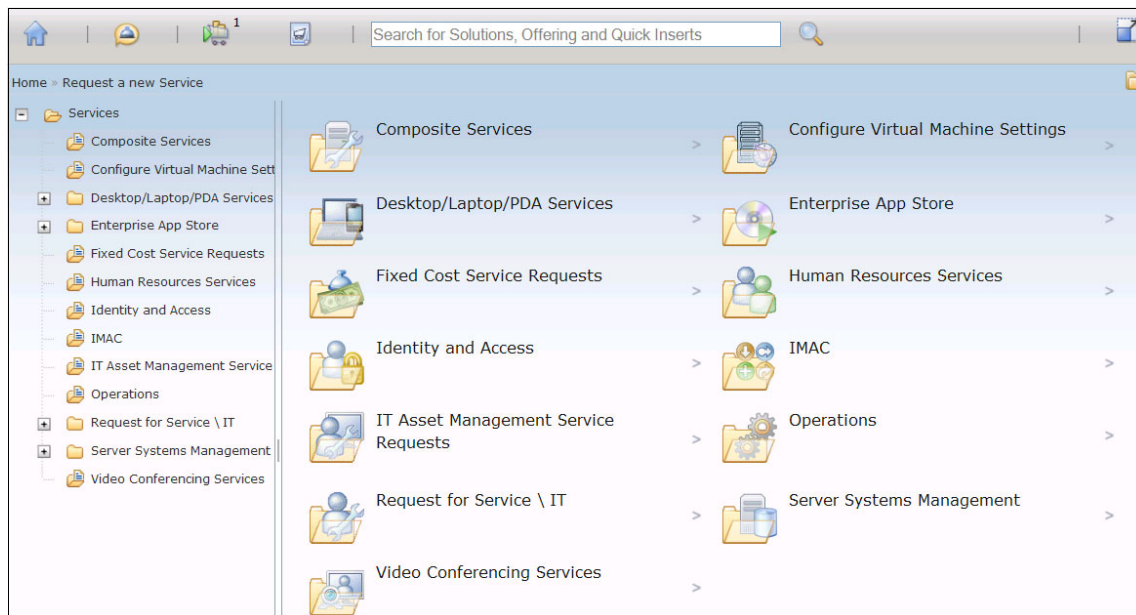 1
Search for Solutions, Offering and Quick Inserts
Home » Request a new Service
Services
Composite Services
Configure Virtual Machine Sett
Desktop/Laptop/PDA Services
Enterprise App Store
Fixed Cost Service Requests
Human Resources Services
Identity and Access
IMAC
IT Asset Management Service
Operations
Request for Service \ IT
Server Systems Management
Video Conferencing Services
Composite Services >
Configure Virtual Machine Settings >
Desktop/Laptop/PDA Services >
Enterprise App Store >
Fixed Cost Service Requests >
Human Resources Services >
Identity and Access >
IMAC >
IT Asset Management Service
Requests >
Operations >
Request for Service \ IT >
Server Systems Management >
Video Conferencing Services >